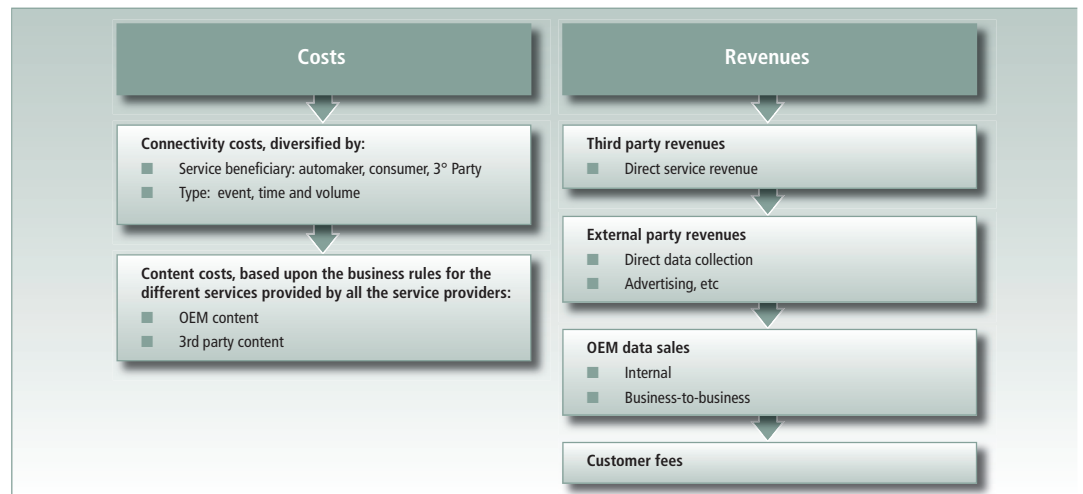 Costs
Connectivity costs, diversified by:
Service beneficiary: automaker, consumer, 3° Party
Type: event, time and volume
Content costs, based upon the business rules for the
different services provided by all the service providers:
OEM content
3rd party content
Revenues
Third party revenues
Direct service revenue
External party revenues
Direct data collection
Advertising, etc
OEM data sales
Internal
Business-to-business
Customer fees